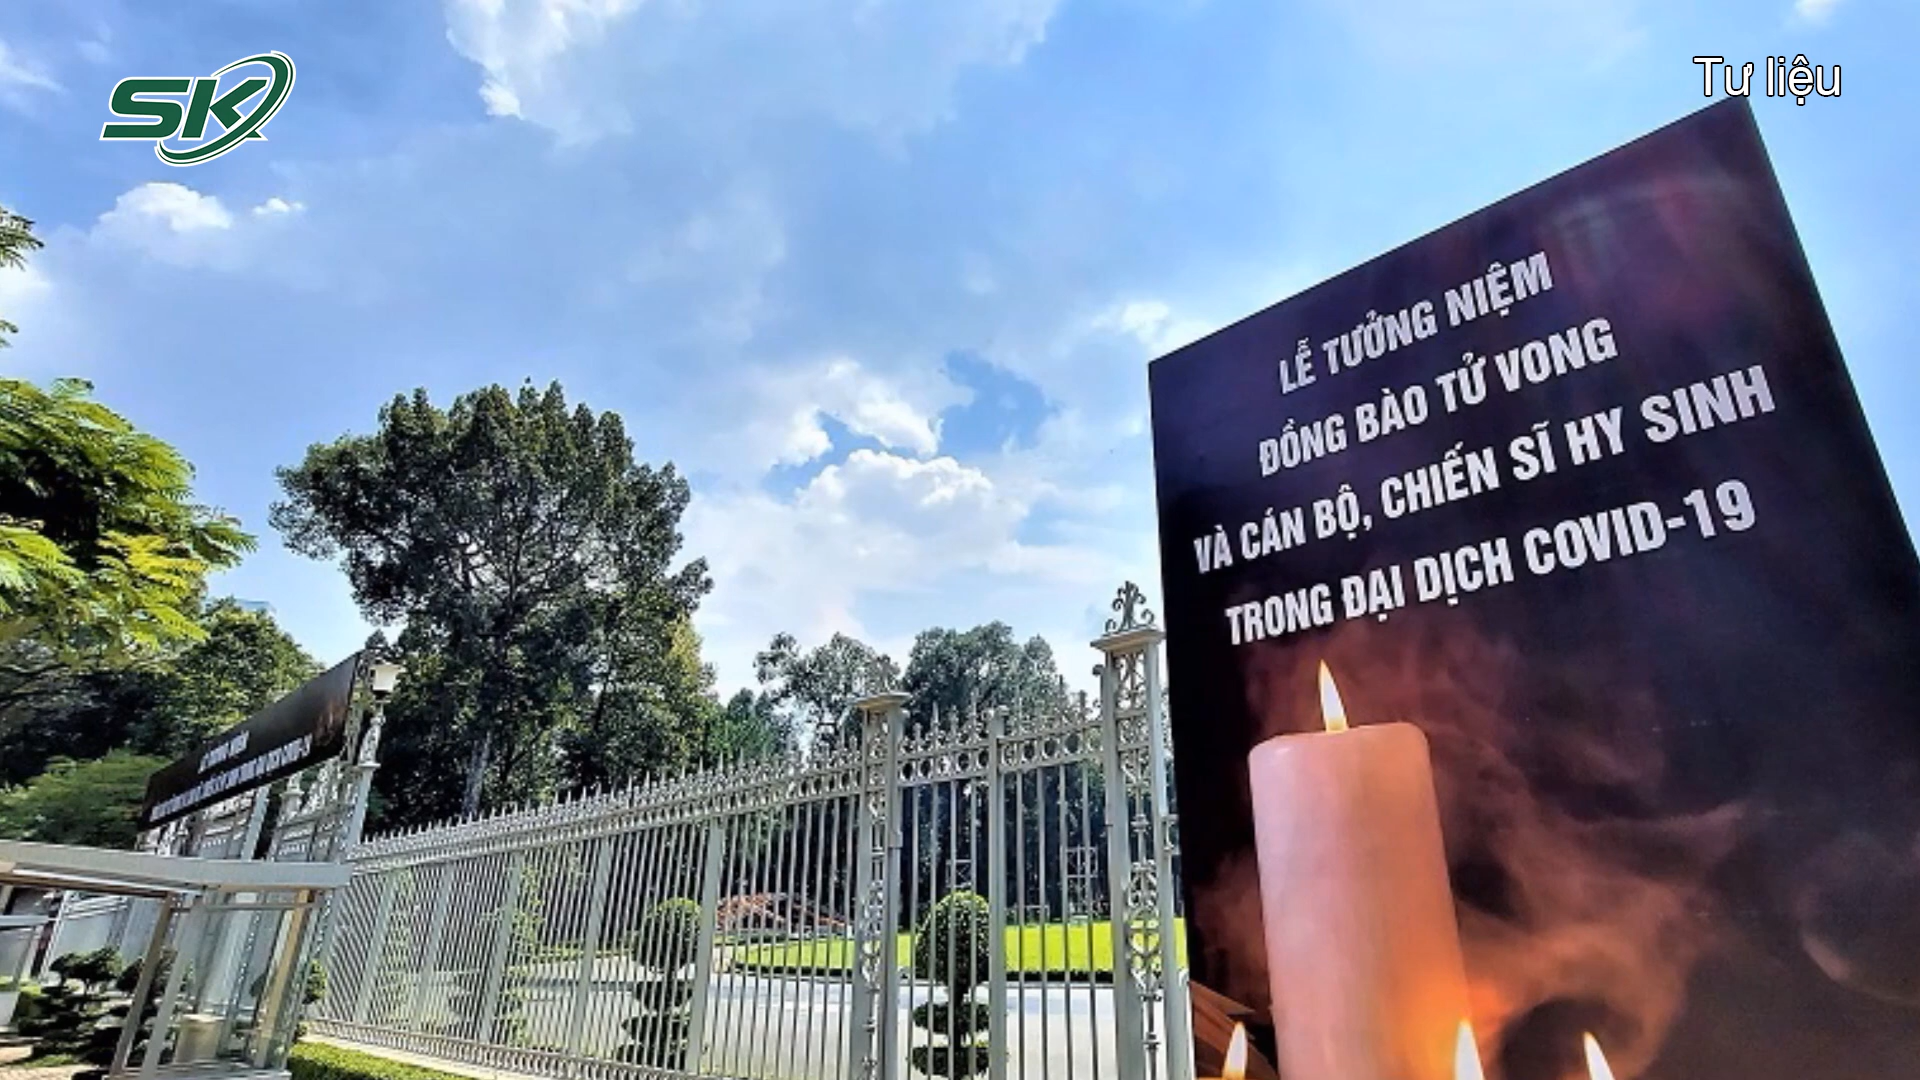 SK
Tư liệu
LỄ TƯỞNG NIỆM
ĐỒNG BÀO TỬ VONG
VÀ CÁN BỘ, CHIẾN SĨ HY SINH
TRONG ĐẠI DỊCH COVID-19